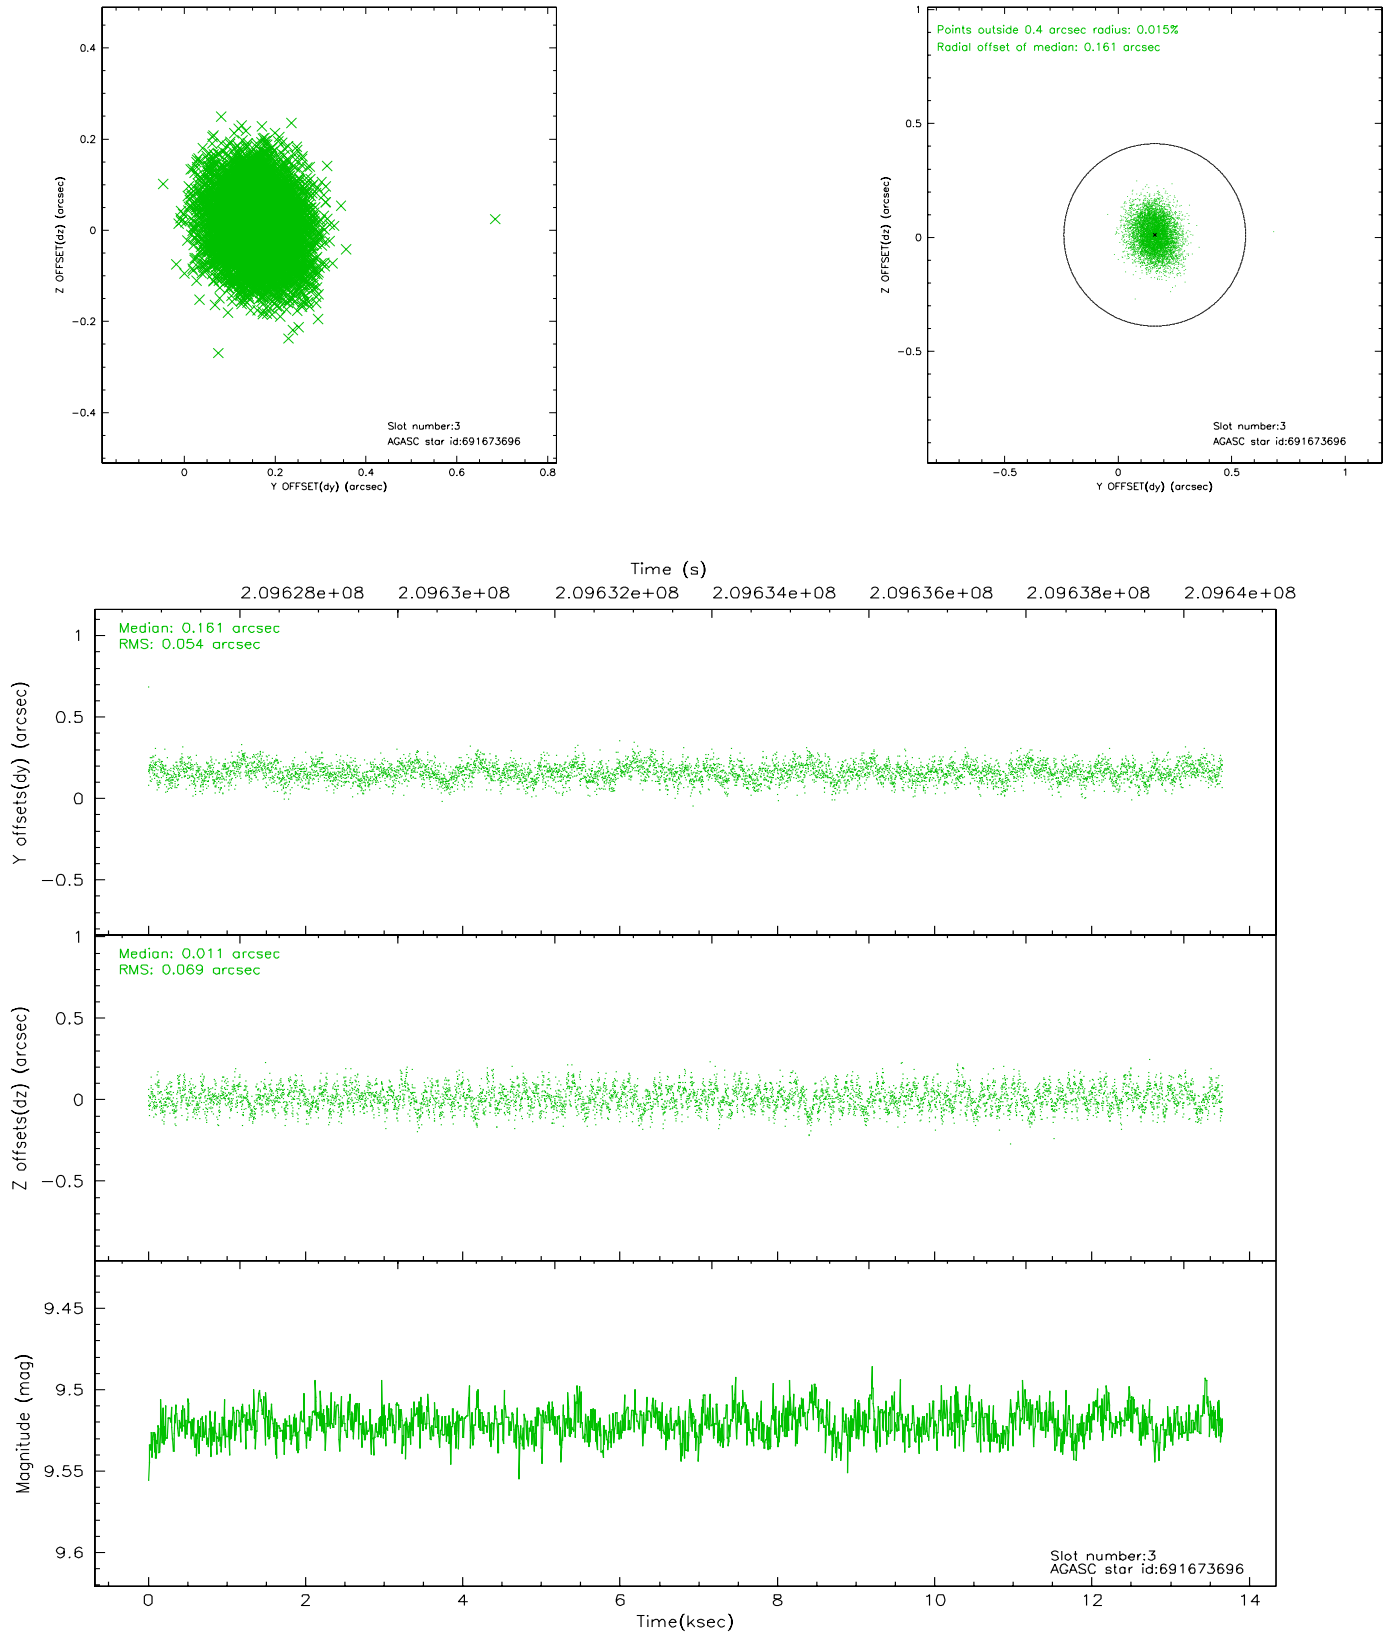 0.4
0.2
0
−0.2
−0.4
Z OFFSET(dz) (arcsec)
Slot number:3
AGASC star id:691673696
0
0.2
0.4
0.6
0.8
Y OFFSET(dy) (arcsec)
Points outside 0.4 arcsec radius: 0.015%
Radial offset of median: 0.161 arcsec
1
0.5
0
−0.5
Z OFFSET(dz) (arcsec)
Slot number:3
AGASC star id:691673696
−0.5
0
0.5
1
Y OFFSET(dy) (arcsec)
Time (s)
2.09628e+08
2.0963e+08
2.09632e+08
2.09634e+08
2.09636e+08
2.09638e+08
2.0964e+08
Median: 0.161 arcsec
RMS: 0.054 arcsec
1
0.5
0
−0.5
Y offsets(dy) (arcsec)
Median: 0.011 arcsec
RMS: 0.069 arcsec
1
0.5
0
−0.5
Z offsets(dz) (arcsec)
9.45
9.5
9.55
9.6
Magnitude (mag)
Slot number:3
AGASC star id:691673696
0
2
4
6
8
10
12
14
Time(ksec)